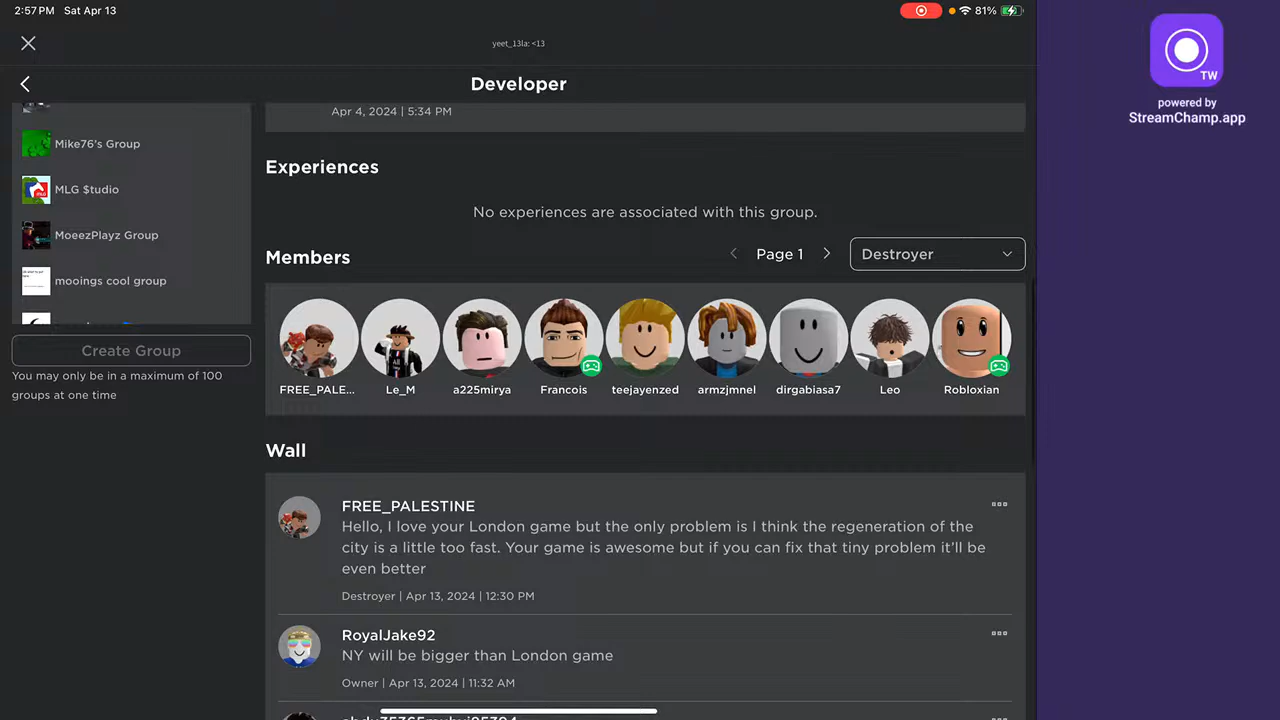 2:57 PM Sat Apr 13
81%
yeet_13la: <13
Developer
TW
powered by
StreamChamp.app
Apr 4, 2024 | 5:34 PM
Mike76's Group
MLG $tudio
MoeezPlayz Group
mooings cool group
Create Group
You may only be in a maximum of 100
groups at one time
Experiences
No experiences are associated with this group.
Members
Page 1
Destroyer
FREE_PALE...
Le_M
a225mirya
Francois
teejayenzed
armzjmnel
dirgabiasa7
Leo
Robloxian
Wall
FREE_PALESTINE
Hello, I love your London game but the only problem is I think the regeneration of the
city is a little too fast. Your game is awesome but if you can fix that tiny problem it'll be
even better
Destroyer | Apr 13, 2024 | 12:30 PM
RoyalJake92
NY will be bigger than London game
Owner | Apr 13, 2024 | 11:32 AM